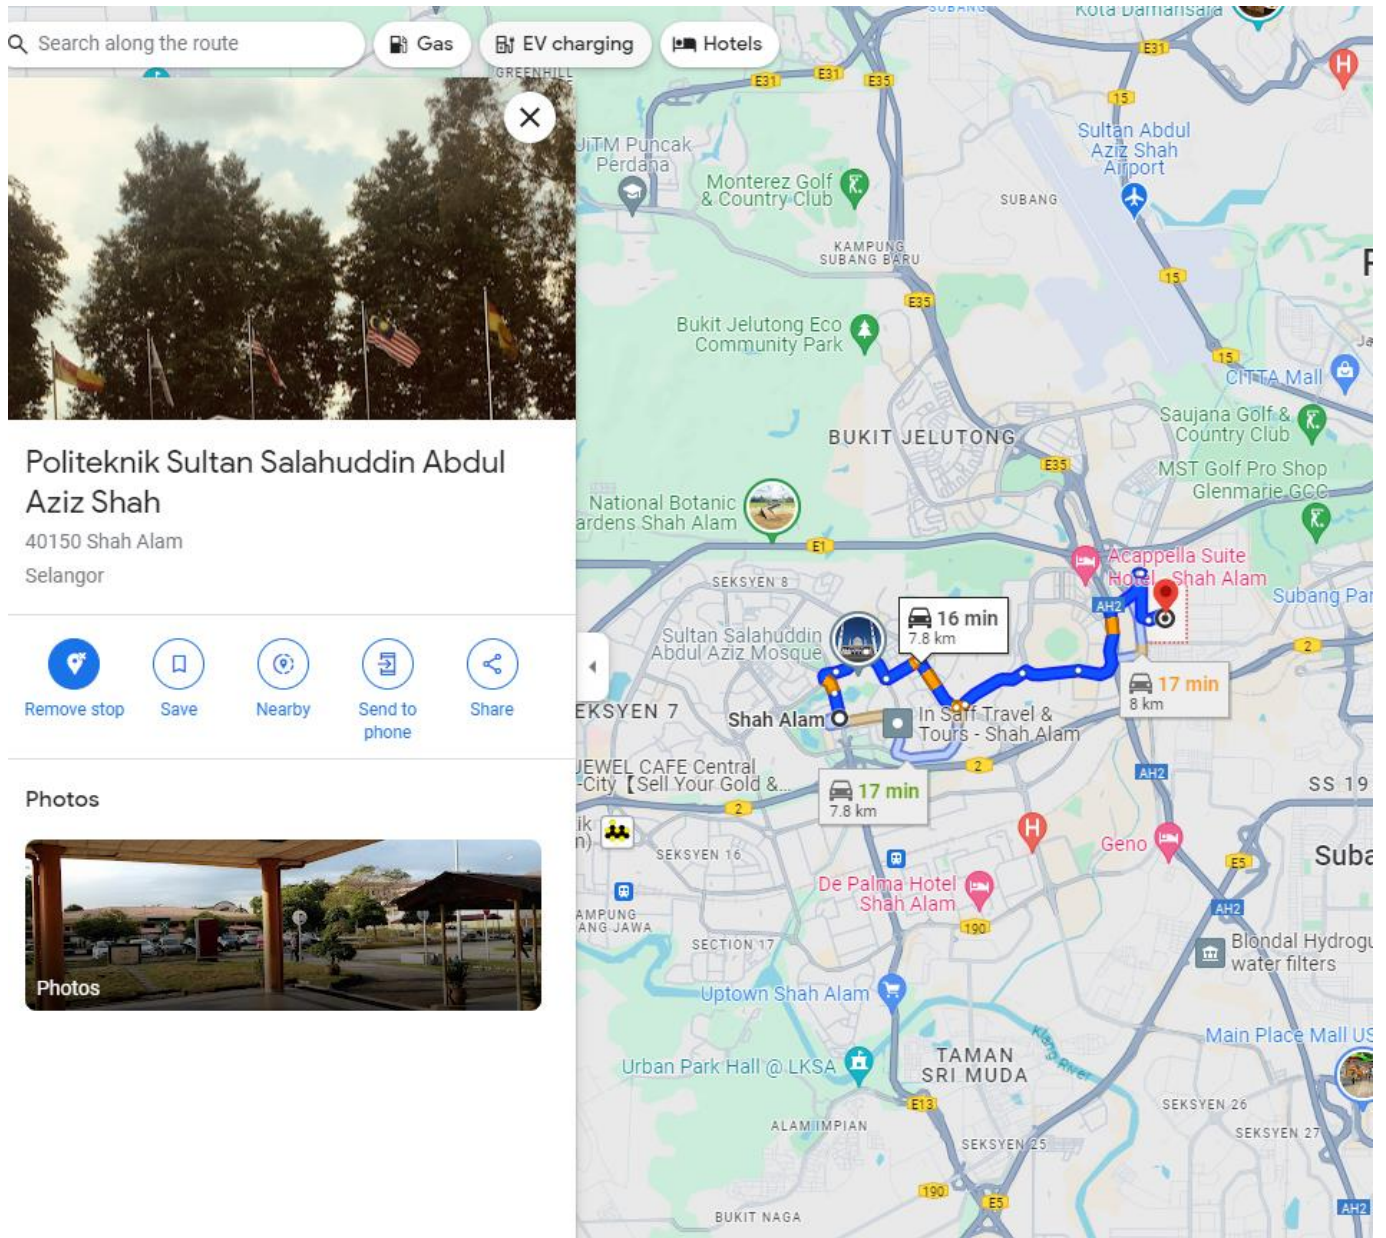 Search along the route
Gas
EV charging
Hotels
Politeknik Sultan Salahuddin Abdul
Aziz Shah
40150 Shah Alam
Selangor
Remove stop
Save
Nearby
Send to
phone
Share
Photos
Photos
SUBANG
Kota Damansara
GREENHILL
E31
E31
E35
E31
H
15
UiTM Puncak
Perdana
Monterez Golf
& Country Club
Sultan Abdul
Aziz Shah
Airport
SUBANG
KAMPUNG
SUBANG BARU
15
E35
Bukit Jelutong Eco
Community Park
15
CITTA Mall
Saujana Golf &
Country Club
BUKIT JELUTONG
E35
MST Golf Pro Shop
Glenmarie GCC
National Botanic
ardens Shah Alam
E1
Acappella Suite
Hotel, Shah Alam
SEKSYEN 8
AH2
Subang Par
Sultan Salahuddin
Abdul Aziz Mosque
16 min
7.8 km
2
17 min
8 km
EKSYEN 7
Shah Alam
In Saff Travel &
Tours - Shah Alam
JEWEL CAFE Central
-City【Sell Your Gold &...
2
AH2
SS 19
17 min
7.8 km
2
ik
n)
H
SEKSYEN 16
Geno
E5
Suba
De Palma Hotel
Shah Alam
AH2
AMPUNG
ANG JAWA
190
SECTION 17
Blondal Hydrogu
water filters
Uptown Shah Alam
Klang River
Main Place Mall US
Urban Park Hall @ LKSA
TAMAN
SRI MUDA
E13
SEKSYEN 26
ALAM IMPIAN
SEKSYEN 25
SEKSYEN 27
190
E5
AH2
BUKIT NAGA